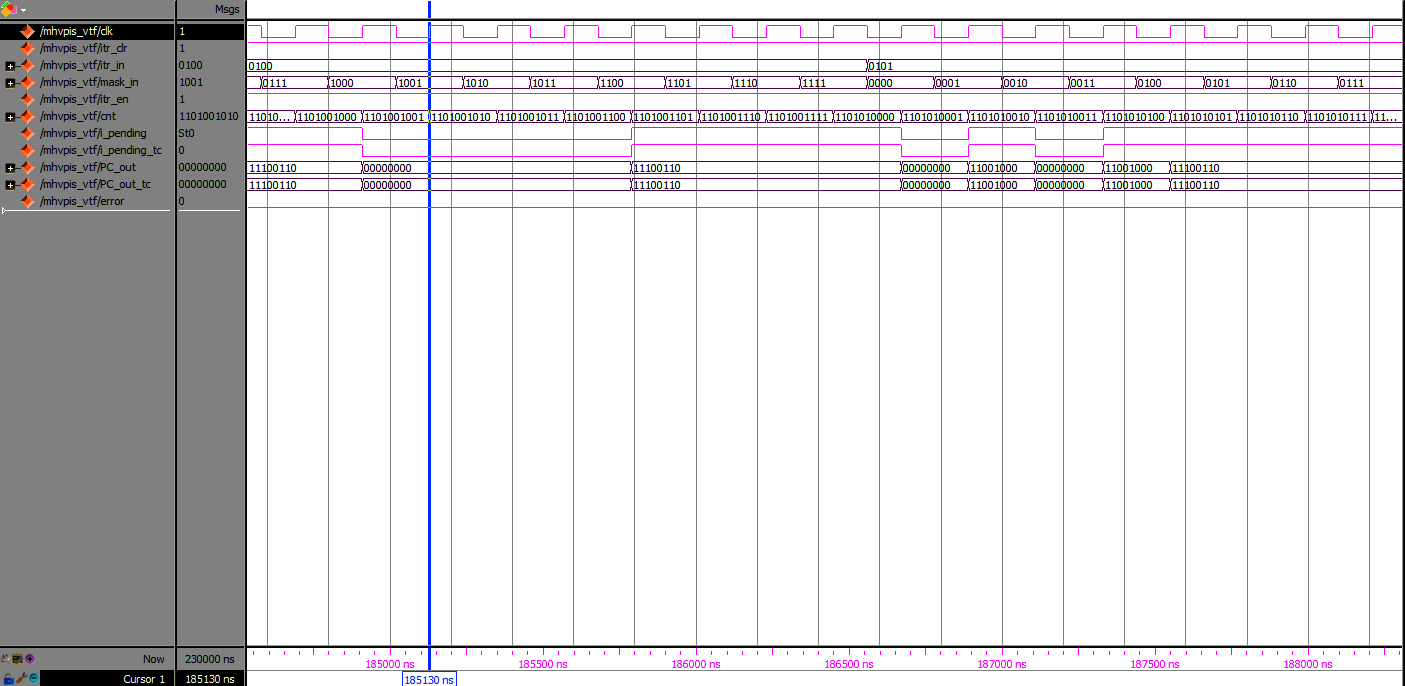 Msgs
/mhvpis_vtf/clk 1
/mhvpis_vtf/itr_clr 1
/mhvpis_vtf/itr_in 0100 0100 0101
/mhvpis_vtf/mask_in 1001 0111 1000 1001 1010 1011 1100 1101 1110 1111 0000 0001 0010 0011 0100 0101 0110 0111
/mhvpis_vtf/itr_en 1
/mhvpis_vtf/cnt 1101001010 11010... 1101001000 1101001001 1101001010 1101001011 1101001100 1101001101 1101001110 1101001111 1101010000 1101010001 1101010010 1101010011 1101010100 1101010101 1101010110 1101010111 11...
/mhvpis_vtf/i_pending St0
/mhvpis_vtf/i_pending_tc 0
/mhvpis_vtf/PC_out 00000000 11100110 00000000 11100110 00000000 11001000 00000000 11001000 11100110
/mhvpis_vtf/PC_out_tc 00000000 11100110 00000000 11100110 00000000 11001000 00000000 11001000 11100110
/mhvpis_vtf/error 0
Now 230000 ns 185000 ns 185500 ns 186000 ns 186500 ns 187000 ns 187500 ns 188000 ns
Cursor 1 185130 ns 185130 ns